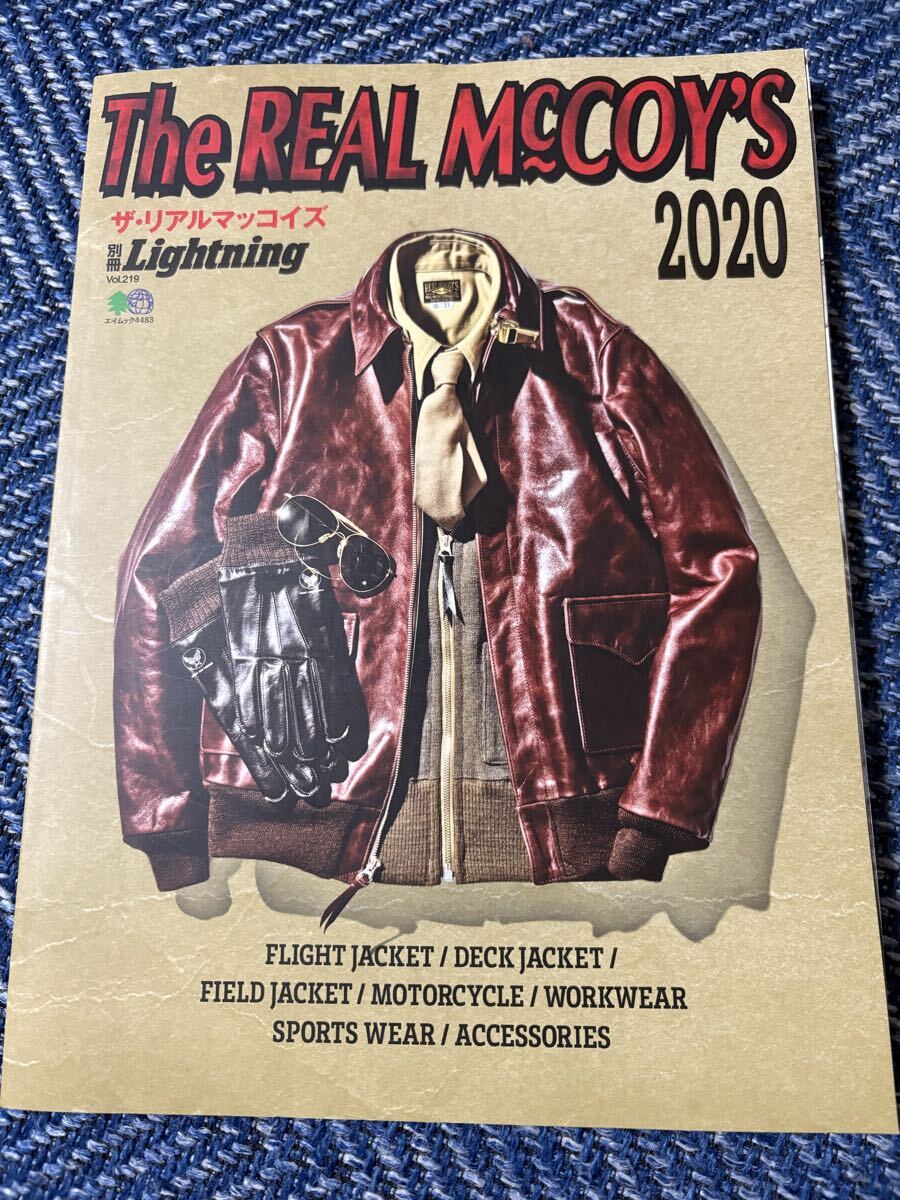 The REAL McCOY'S
2020
ザ・リアルマッコイズ
別冊 Lightning
Vol.219
エイムック4483
FLIGHT JACKET / DECK JACKET /
FIELD JACKET / MOTORCYCLE / WORKWEAR
SPORTS WEAR / ACCESSORIES